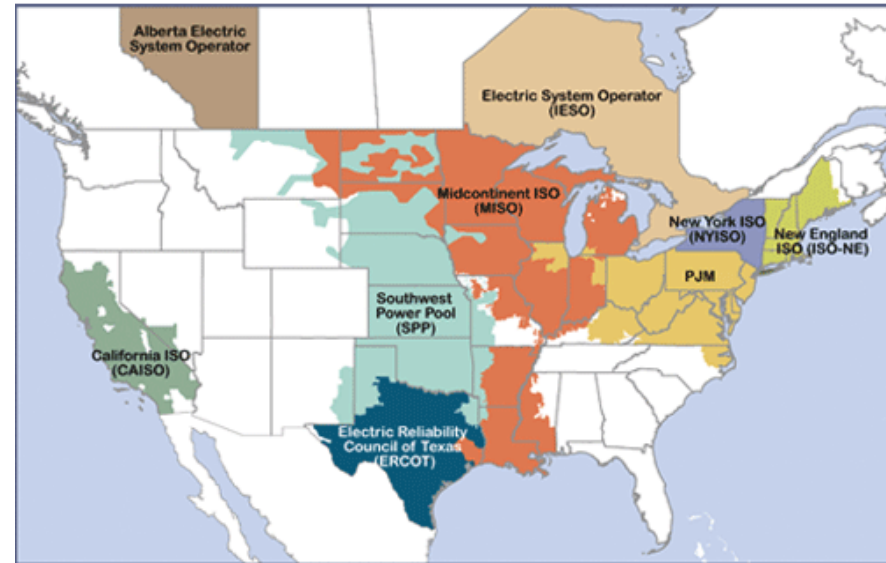 Alberta Electric
System Operator
Electric System Operator
(IESO)
Midcontinent ISO
(MISO)
New York ISO
(NYISO)
New England
ISO (ISO-NE)
PJM
Southwest
Power Pool
(SPP)
California ISO
(CAISO)
Electric Reliability
Council of Texas
(ERCOT)